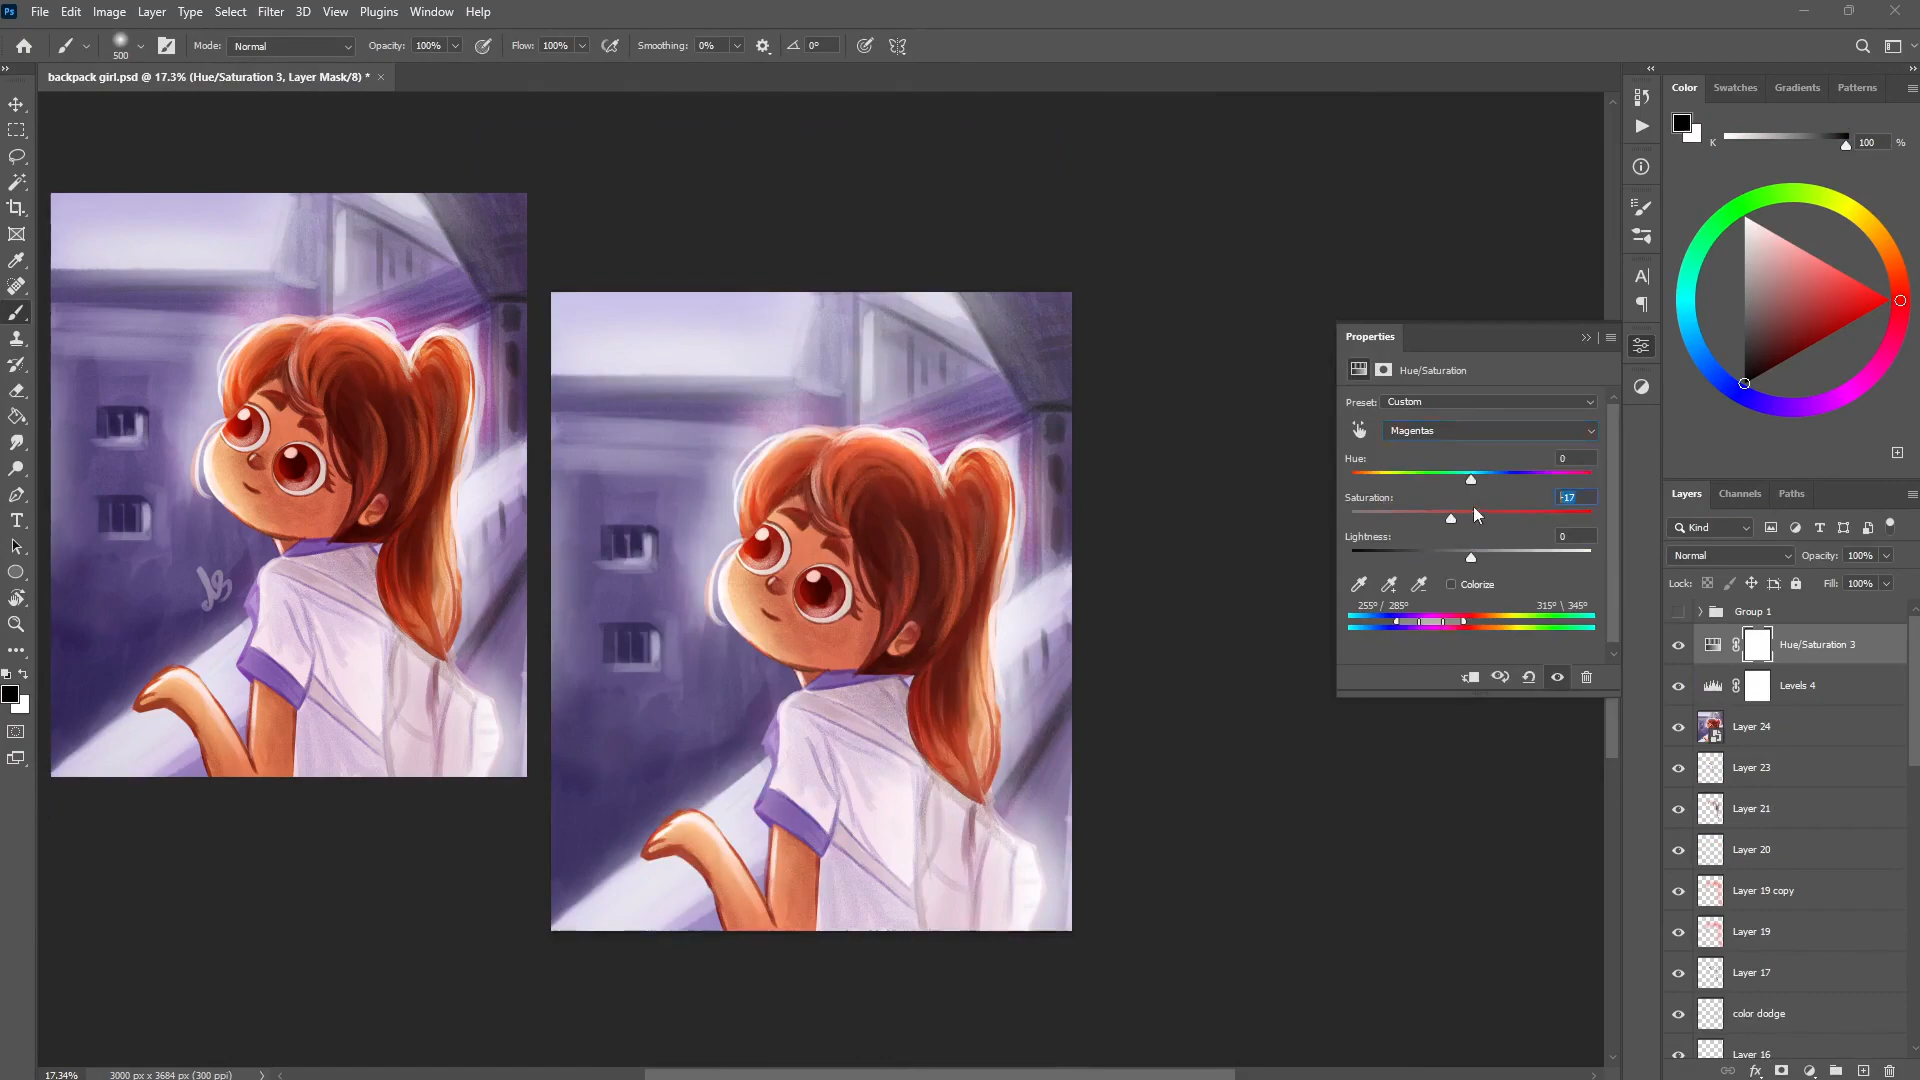 Ps File Edit Image Layer Type Select Filter 3D View Plugins Window Help
500 Mode: Normal Opacity: 100% Flow: 100% Smoothing: 0% 0°
backpack girl.psd @ 17.3% (Hue/Saturation 3, Layer Mask/8) * ×
Color Swatches Gradients Patterns
K 100 %
Properties
Hue/Saturation
Preset: Custom
Magentas
Hue: 0
Saturation: -17
Lightness: 0
Colorize
255° / 285° 315° \ 345°
Layers Channels Paths
Kind
Normal Opacity: 100%
Lock: Fill: 100%
Group 1
Hue/Saturation 3
Levels 4
Layer 24
Layer 23
Layer 21
Layer 20
Layer 19 copy
Layer 19
Layer 17
color dodge
Layer 16
17.34% 3000 px x 3684 px (300 ppi)